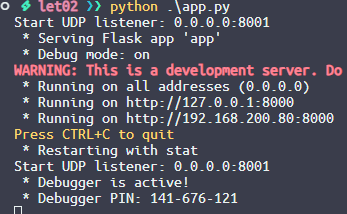 let02 ❯❯ python .\app.py
Start UDP listener: 0.0.0.0:8001
* Serving Flask app 'app'
* Debug mode: on
WARNING: This is a development server. Do
* Running on all addresses (0.0.0.0)
* Running on http://127.0.0.1:8000
* Running on http://192.168.200.80:8000
Press CTRL+C to quit
* Restarting with stat
Start UDP listener: 0.0.0.0:8001
* Debugger is active!
* Debugger PIN: 141-676-121